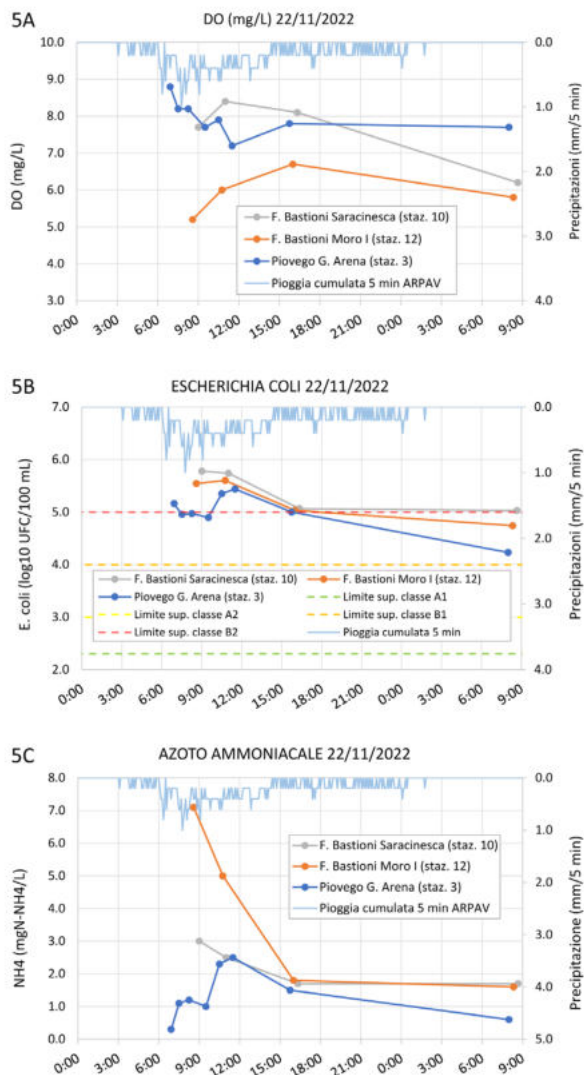 5A
DO (mg/L) 22/11/2022
10.0
9.0
8.0
7.0
6.0
5.0
4.0
3.0
DO (mg/L)
0.0
1.0
2.0
3.0
4.0
Precipitazioni (mm/5 min)
F. Bastioni Saracinesca (staz. 10)
F. Bastioni Moro I (staz. 12)
Piovego G. Arena (staz. 3)
Pioggia cumulata 5 min ARPAV
0:00 3:00 6:00 9:00 12:00 15:00 18:00 21:00 0:00 3:00 6:00 9:00
5B
ESCHERICHIA COLI 22/11/2022
7.0
6.0
5.0
4.0
3.0
2.0
E. coli (log10 UFC/100 mL)
0.0
1.0
2.0
3.0
4.0
Precipitazioni (mm/5 min)
F. Bastioni Saracinesca (staz. 10) F. Bastioni Moro I (staz. 12)
Piovego G. Arena (staz. 3) Limite sup. classe A1
Limite sup. classe A2 Limite sup. classe B1
Limite sup. classe B2 Pioggia cumulata 5 min
0:00 3:00 6:00 9:00 12:00 15:00 18:00 21:00 0:00 3:00 6:00 9:00
5C
AZOTO AMMONIACALE 22/11/2022
8.0
7.0
6.0
5.0
4.0
3.0
2.0
1.0
0.0
NH4 (mgN-NH4/L)
0.0
1.0
2.0
3.0
4.0
5.0
Precipitazione (mm/5 min)
F. Bastioni Saracinesca (staz. 10)
F. Bastioni Moro I (staz. 12)
Piovego G. Arena (staz. 3)
Pioggia cumulata 5 min ARPAV
0:00 3:00 6:00 9:00 12:00 15:00 18:00 21:00 0:00 3:00 6:00 9:00